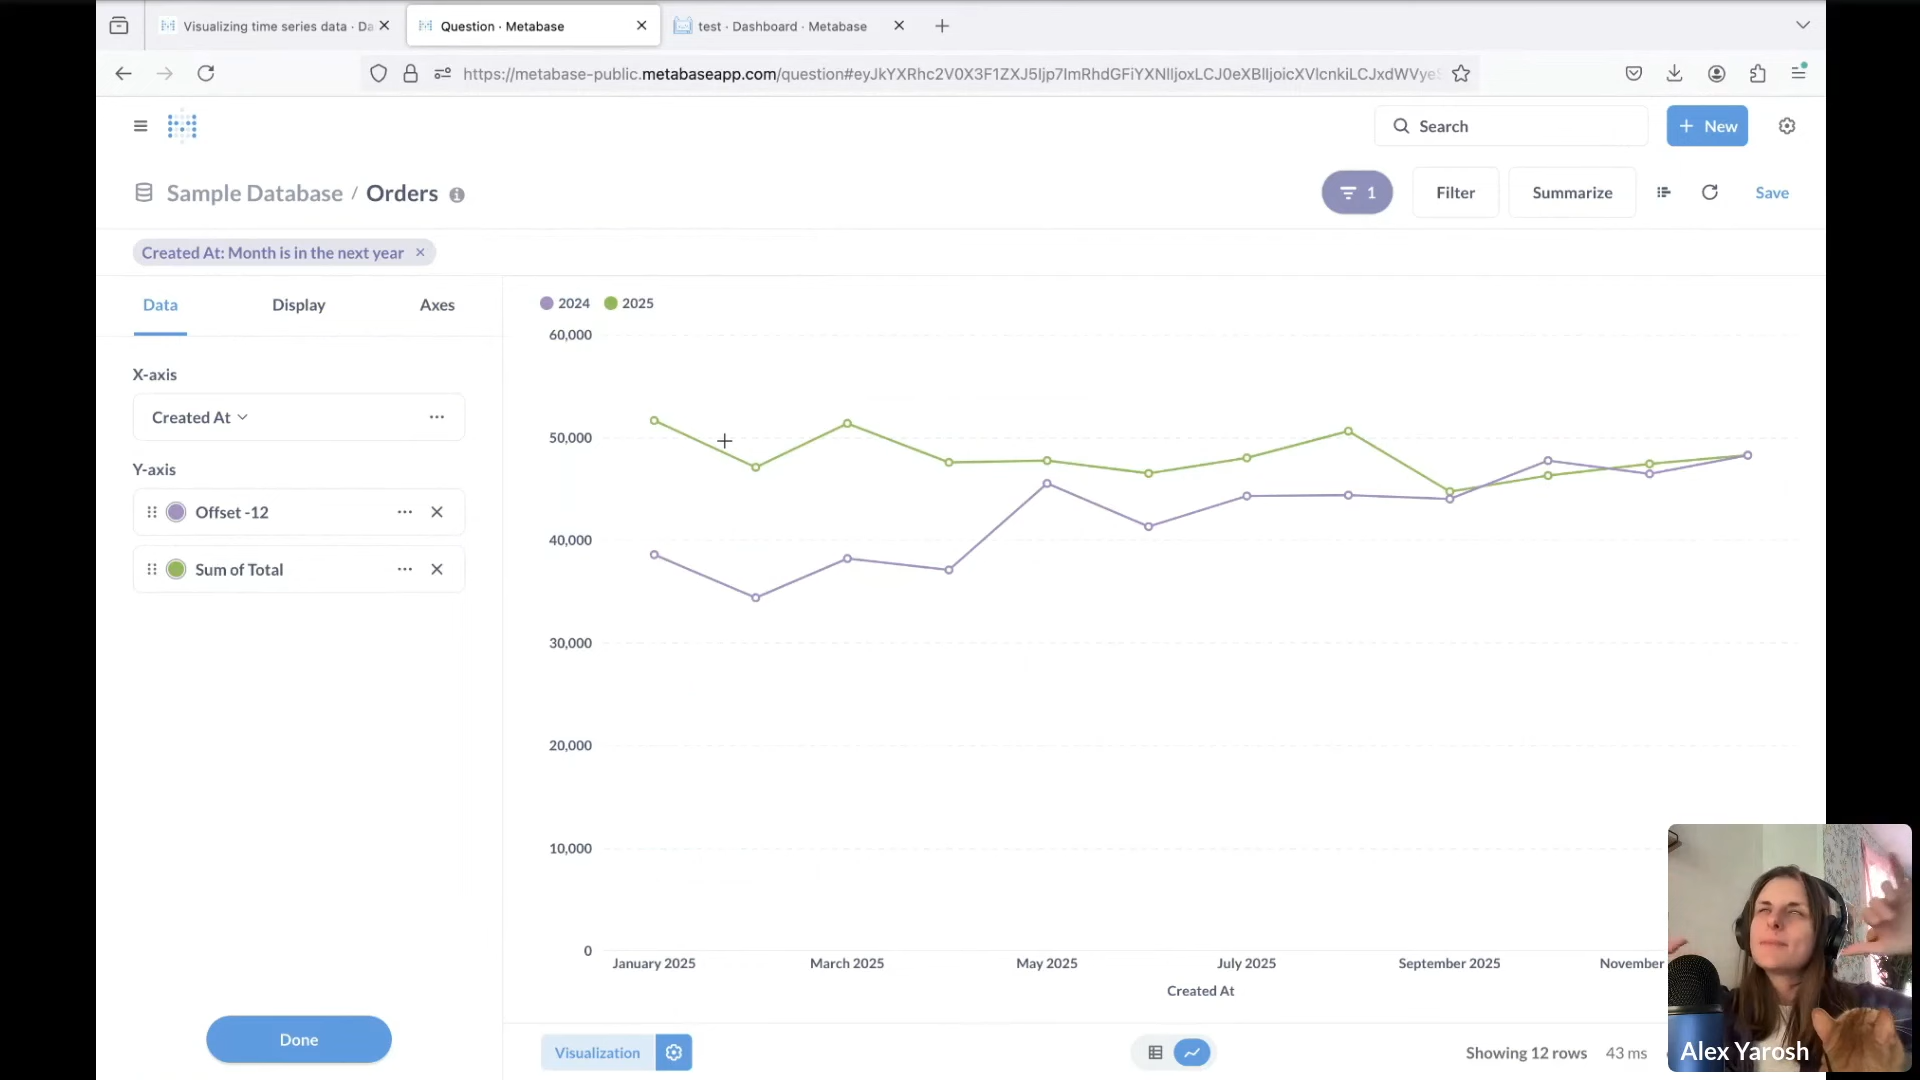 Visualizing time series data · Da
Question · Metabase
test · Dashboard · Metabase
https://metabase-public.metabaseapp.com/question#
Search
New
Sample Database / Orders
1
Filter
Summarize
Save
Created At: Month is in the next year
Data
Display
Axes
2024
2025
X-axis
Created At
Y-axis
Offset -12
Sum of Total
60,000
50,000
40,000
30,000
20,000
10,000
0
January 2025
March 2025
May 2025
July 2025
September 2025
November
Created At
Done
Visualization
Showing 12 rows
43 ms
Alex Yarosh